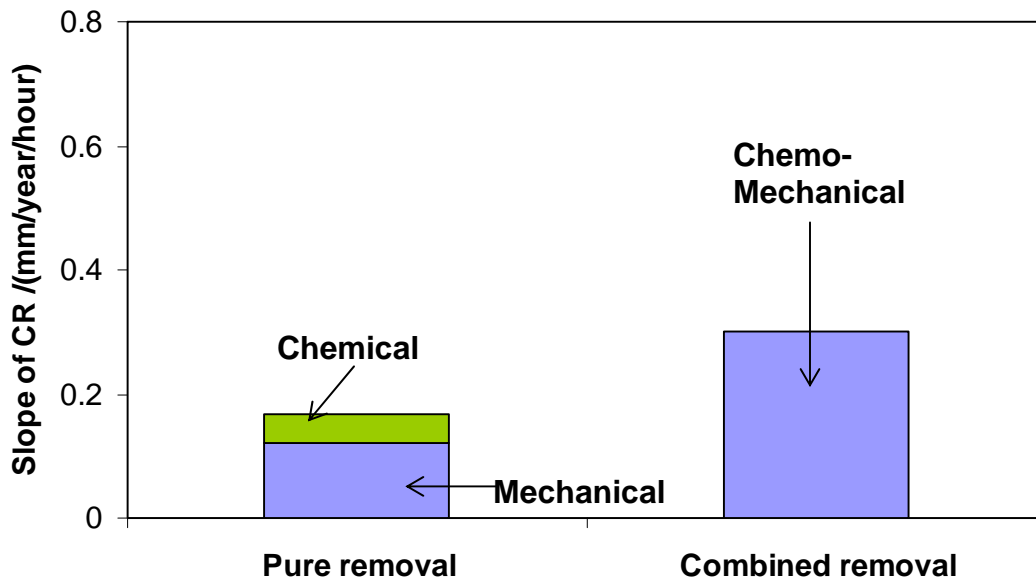 Slope of CR /(mm/year/hour)
0.8
0.6
0.4
0.2
0
Chemo-
Mechanical
Chemical
Mechanical
Pure removal
Combined removal